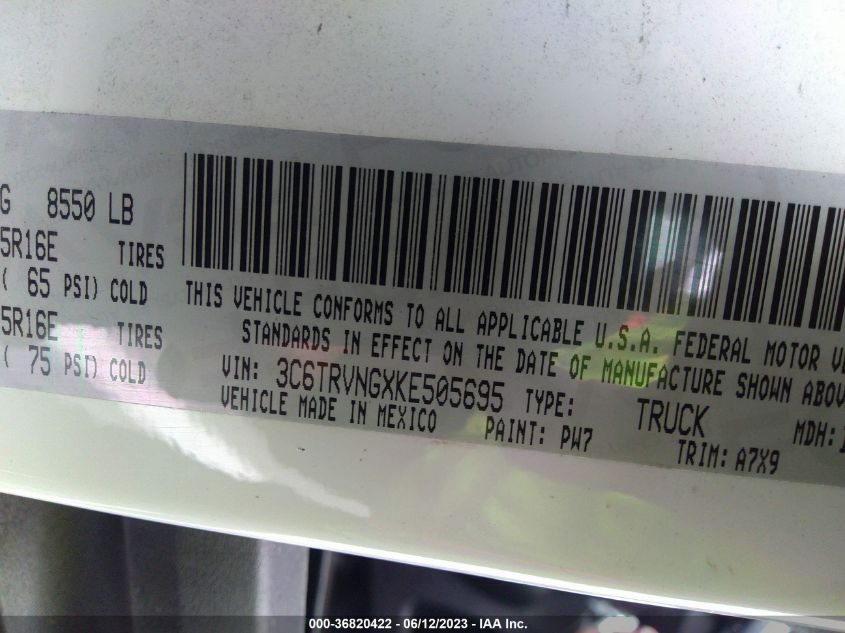 G 8550 LB
5R16E TIRES
( 65 PSI) COLD
5R16E TIRES
( 75 PSI) COLD
THIS VEHICLE CONFORMS TO ALL APPLICABLE U.S.A. FEDERAL MOTOR
STANDARDS IN EFFECT ON THE DATE OF MANUFACTURE SHOWN
VIN: 3C6TRVNGXKE505695 TYPE: TRUCK
VEHICLE MADE IN MEXICO PAINT: PW7 MDH:
TRIM: A7X9
000-36820422 - 06/12/2023 - IAA Inc.